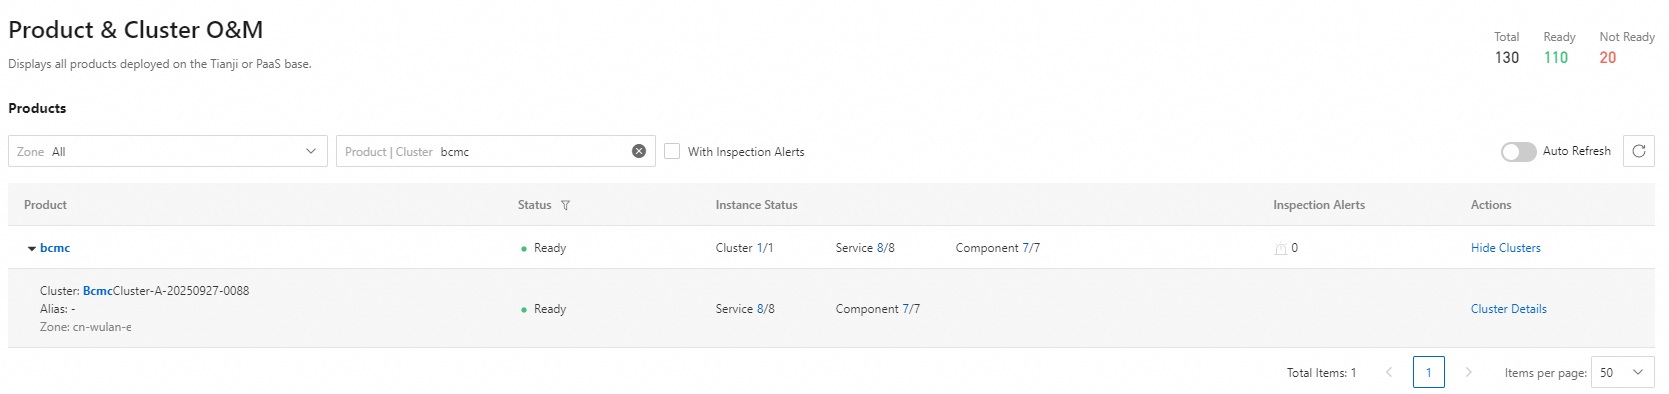 Product & Cluster O&M
Total Ready Not Ready
130 110 20
Displays all products deployed on the Tianji or PaaS base.
Products
Zone All Product | Cluster bcmc With Inspection Alerts Auto Refresh
Product Status Instance Status Inspection Alerts Actions
bcmc Ready Cluster 1/1 Service 8/8 Component 7/7 0 Hide Clusters
Cluster: BcmcCluster-A-20250927-0088
Alias: - Ready Service 8/8 Component 7/7 Cluster Details
Zone: cn-wulan-e
Total Items: 1 1 Items per page: 50